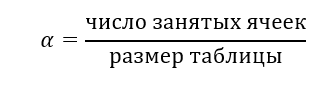 α = число занятых ячеек / размер таблицы